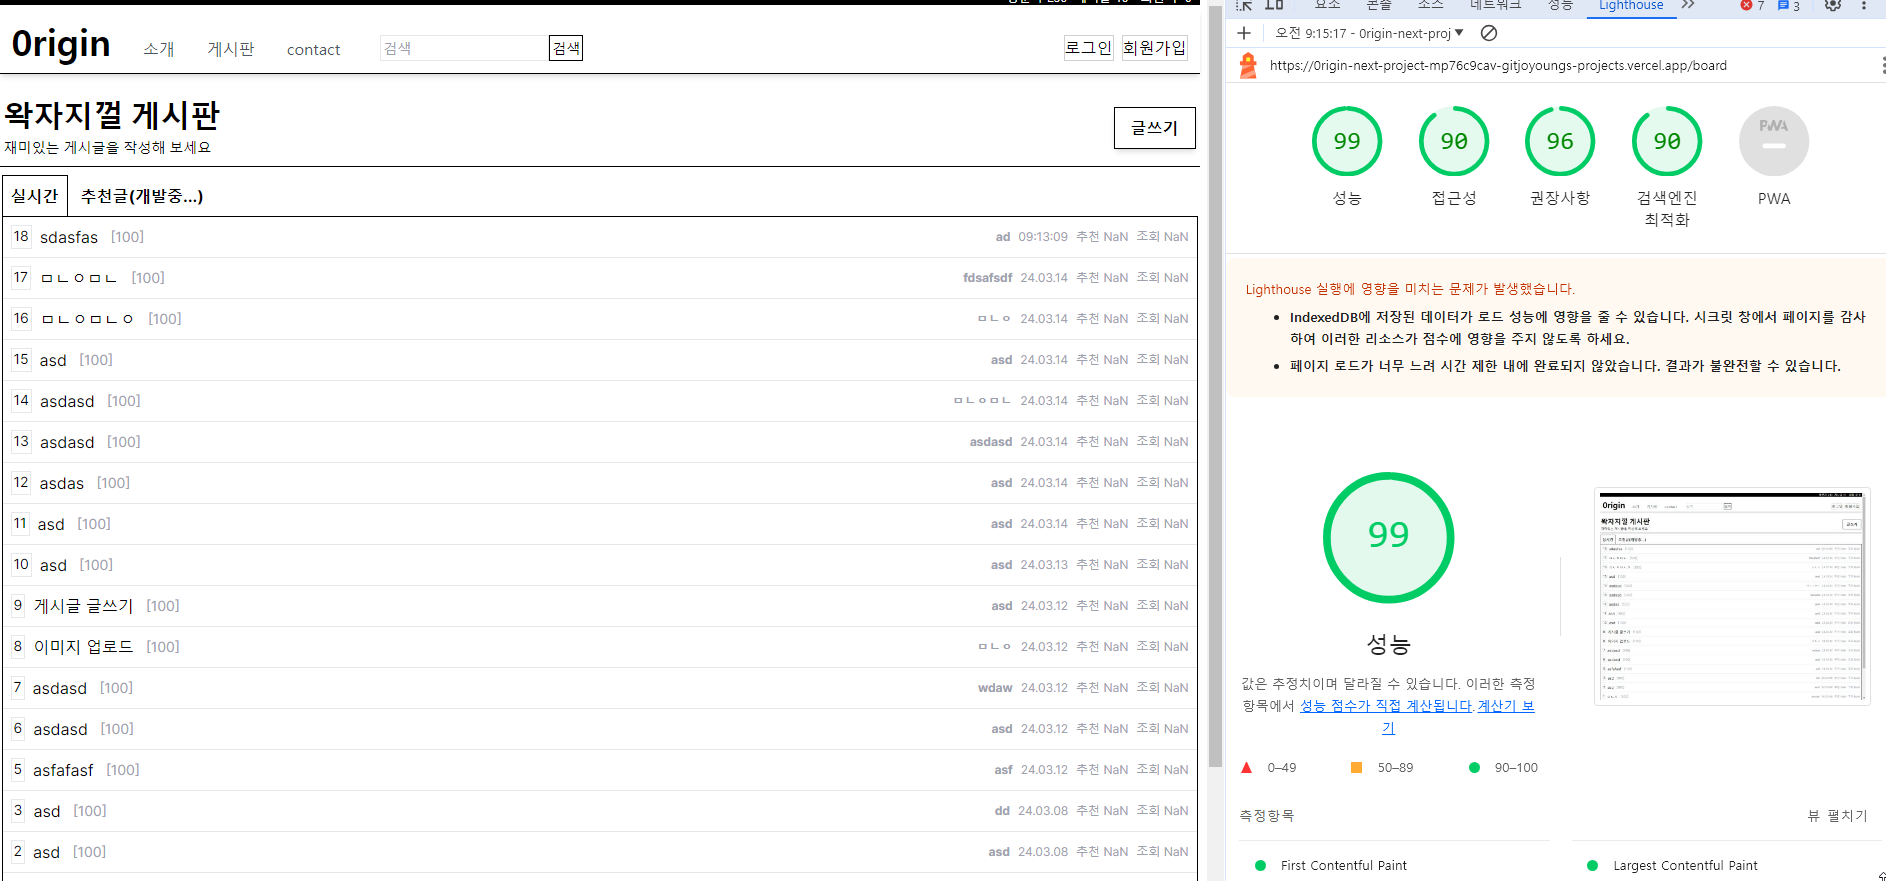 0rigin 소개 게시판 contact 검색 검색 로그인 회원가입
왁자지껄 게시판
재미있는 게시글을 작성해 보세요
글쓰기
실시간 추천글(개발중...)
18 sdasfas [100] ad 09:13:09 추천 NaN 조회 NaN
17 ㅁㄴㅇㅁㄴ [100] fdsafsdf 24.03.14 추천 NaN 조회 NaN
16 ㅁㄴㅇㅁㄴㅇ [100] ㅁㄴㅇ 24.03.14 추천 NaN 조회 NaN
15 asd [100] asd 24.03.14 추천 NaN 조회 NaN
14 asdasd [100] ㅁㄴㅇㅁㄴ 24.03.14 추천 NaN 조회 NaN
13 asdasd [100] asdasd 24.03.14 추천 NaN 조회 NaN
12 asdas [100] asd 24.03.14 추천 NaN 조회 NaN
11 asd [100] asd 24.03.14 추천 NaN 조회 NaN
10 asd [100] asd 24.03.13 추천 NaN 조회 NaN
9 게시글 글쓰기 [100] asd 24.03.12 추천 NaN 조회 NaN
8 이미지 업로드 [100] ㅁㄴㅇ 24.03.12 추천 NaN 조회 NaN
7 asdasd [100] wdaw 24.03.12 추천 NaN 조회 NaN
6 asdasd [100] asd 24.03.12 추천 NaN 조회 NaN
5 asfafasf [100] asf 24.03.12 추천 NaN 조회 NaN
3 asd [100] dd 24.03.08 추천 NaN 조회 NaN
2 asd [100] asd 24.03.08 추천 NaN 조회 NaN
요소 콘솔 소스 네트워크 성능 Lighthouse 7 3
오전 9:15:17 - 0rigin-next-proj
https://0rigin-next-project-mp76c9cav-gitjoyoungs-projects.vercel.app/board
99 90 96 90 PWA
성능 접근성 권장사항 검색엔진 PWA
최적화
Lighthouse 실행에 영향을 미치는 문제가 발생했습니다.
IndexedDB에 저장된 데이터가 로드 성능에 영향을 줄 수 있습니다. 시크릿 창에서 페이지를 감사
하여 이러한 리소스가 점수에 영향을 주지 않도록 하세요.
페이지 로드가 너무 느려 시간 제한 내에 완료되지 않았습니다. 결과가 불완전할 수 있습니다.
99
성능
값은 추정치이며 달라질 수 있습니다. 이러한 측정
항목에서 성능 점수가 직접 계산됩니다.계산기 보
기
0–49 50–89 90–100
측정항목 뷰 펼치기
First Contentful Paint Largest Contentful Paint